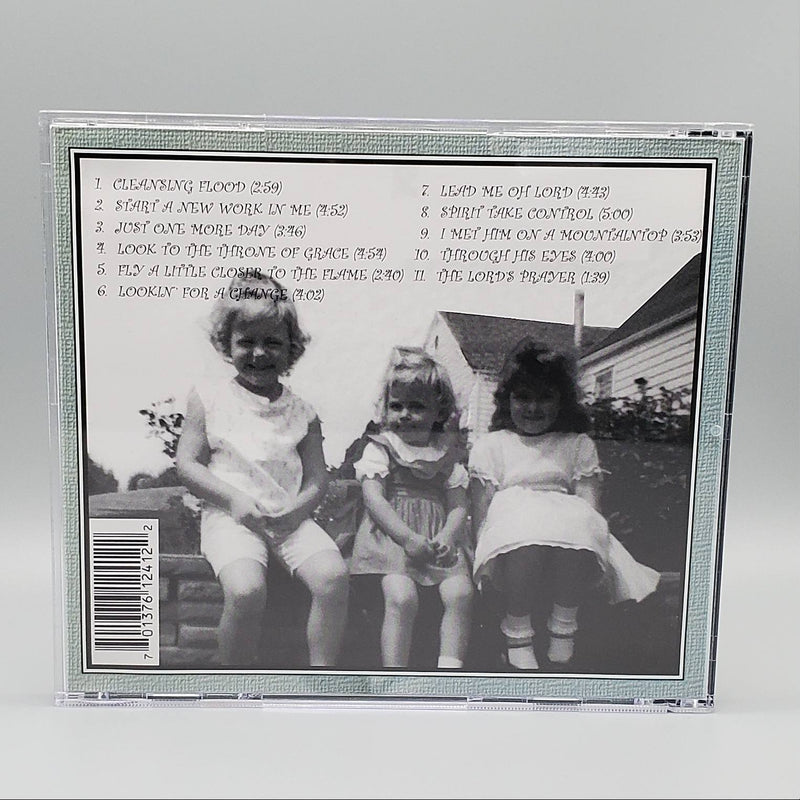 1. CLEANSING FLOOD (2:59)
2. START A NEW WORK IN ME (4:52)
3. JUST ONE MORE DAY (3:46)
4. LOOK TO THE THRONE OF GRACE (4:54)
5. FLY A LITTLE CLOSER TO THE FLAME (2:40)
6. LOOKIN' FOR A CHANGE (4:02)
7. LEAD ME OH LORD (4:43)
8. SPIRIT TAKE CONTROL (5:00)
9. I MET HIM ON A MOUNTAINTOP (3:53)
10. THROUGH HIS EYES (4:00)
11. THE LORD'S PRAYER (1:39)
7 01376 12412 2